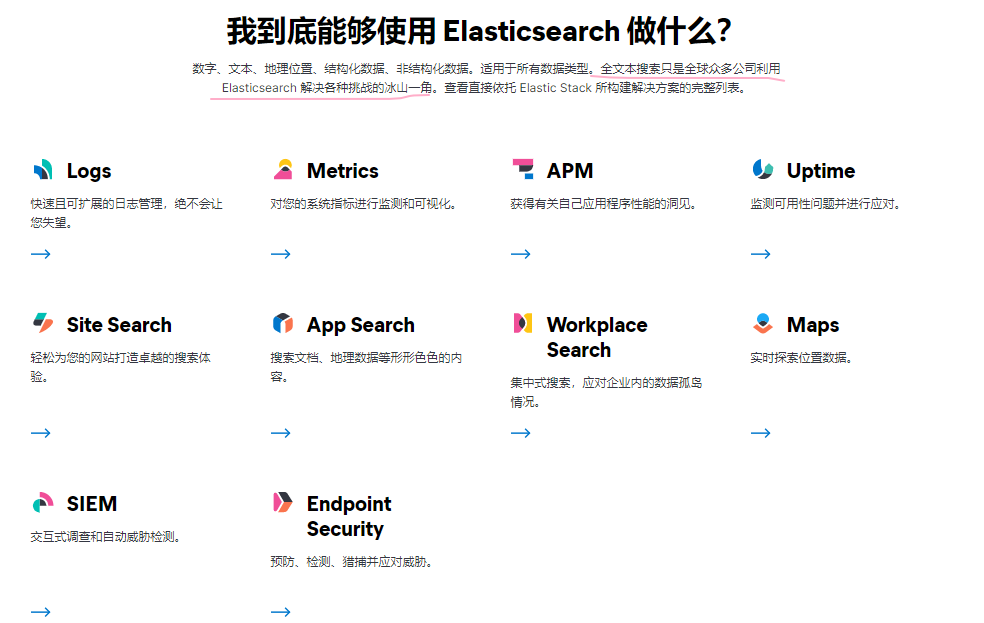 我到底能够使用 Elasticsearch 做什么？
数字、文本、地理位置、结构化数据、非结构化数据。适用于所有数据类型。全文本搜索只是全球众多公司利用
Elasticsearch 解决各种挑战的冰山一角。查看直接依托 Elastic Stack 所构建解决方案的完整列表。
Logs
快速且可扩展的日志管理，绝不会让
您失望。
Metrics
对您的系统指标进行监测和可视化。
APM
获得有关自己应用程序性能的洞见。
Uptime
监测可用性问题并进行应对。
Site Search
轻松为您的网站打造卓越的搜索体
验。
App Search
搜索文档、地理数据等形形色色的内
容。
Workplace
Search
集中式搜索，应对企业内的数据孤岛
情况。
Maps
实时探索位置数据。
SIEM
交互式调查和自动威胁检测。
Endpoint
Security
预防、检测、猎捕并应对威胁。